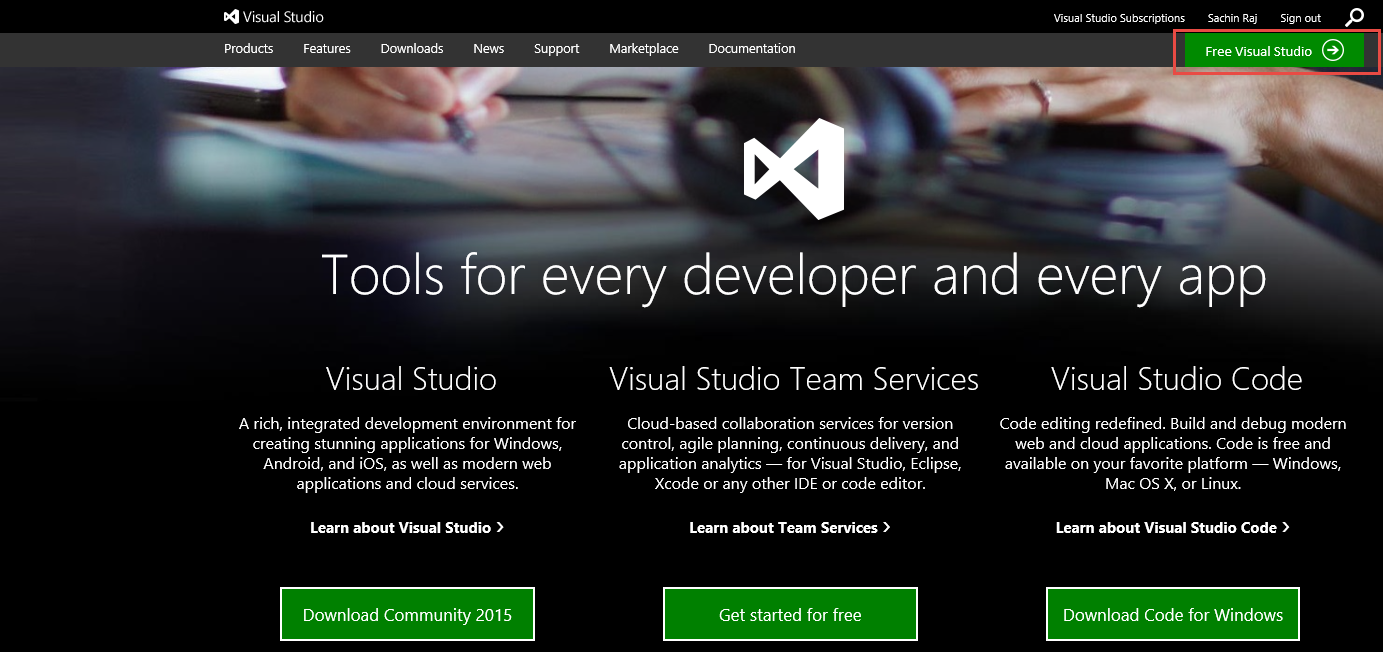 Visual Studio
Visual Studio Subscriptions Sachin Raj Sign out
Products Features Downloads News Support Marketplace Documentation
Free Visual Studio
Tools for every developer and every app
Visual Studio
A rich, integrated development environment for
creating stunning applications for Windows,
Android, and iOS, as well as modern web
applications and cloud services.
Learn about Visual Studio
Download Community 2015
Visual Studio Team Services
Cloud-based collaboration services for version
control, agile planning, continuous delivery, and
application analytics — for Visual Studio, Eclipse,
Xcode or any other IDE or code editor.
Learn about Team Services
Get started for free
Visual Studio Code
Code editing redefined. Build and debug modern
web and cloud applications. Code is free and
available on your favorite platform — Windows,
Mac OS X, or Linux.
Learn about Visual Studio Code
Download Code for Windows